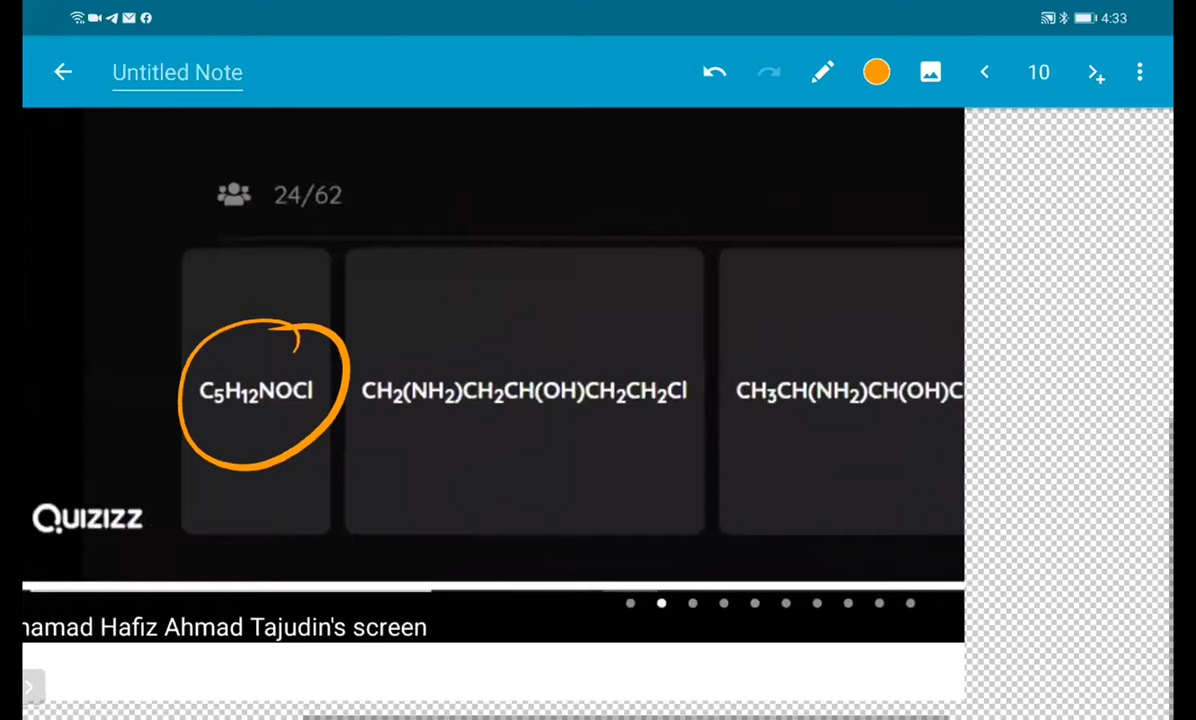 4:33
Untitled Note
10
24/62
C₅H₁₂NOCl
CH₂(NH₂)CH₂CH(OH)CH₂CH₂Cl
CH₃CH(NH₂)CH(OH)C
QUIZIZZ
namad Hafiz Ahmad Tajudin's screen